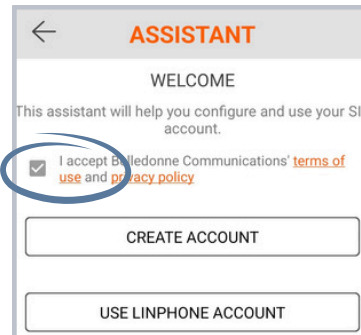 ASSISTANT
WELCOME
This assistant will help you configure and use your SI
account.
I accept Belledonne Communications' terms of
use and privacy policy
CREATE ACCOUNT
USE LINPHONE ACCOUNT